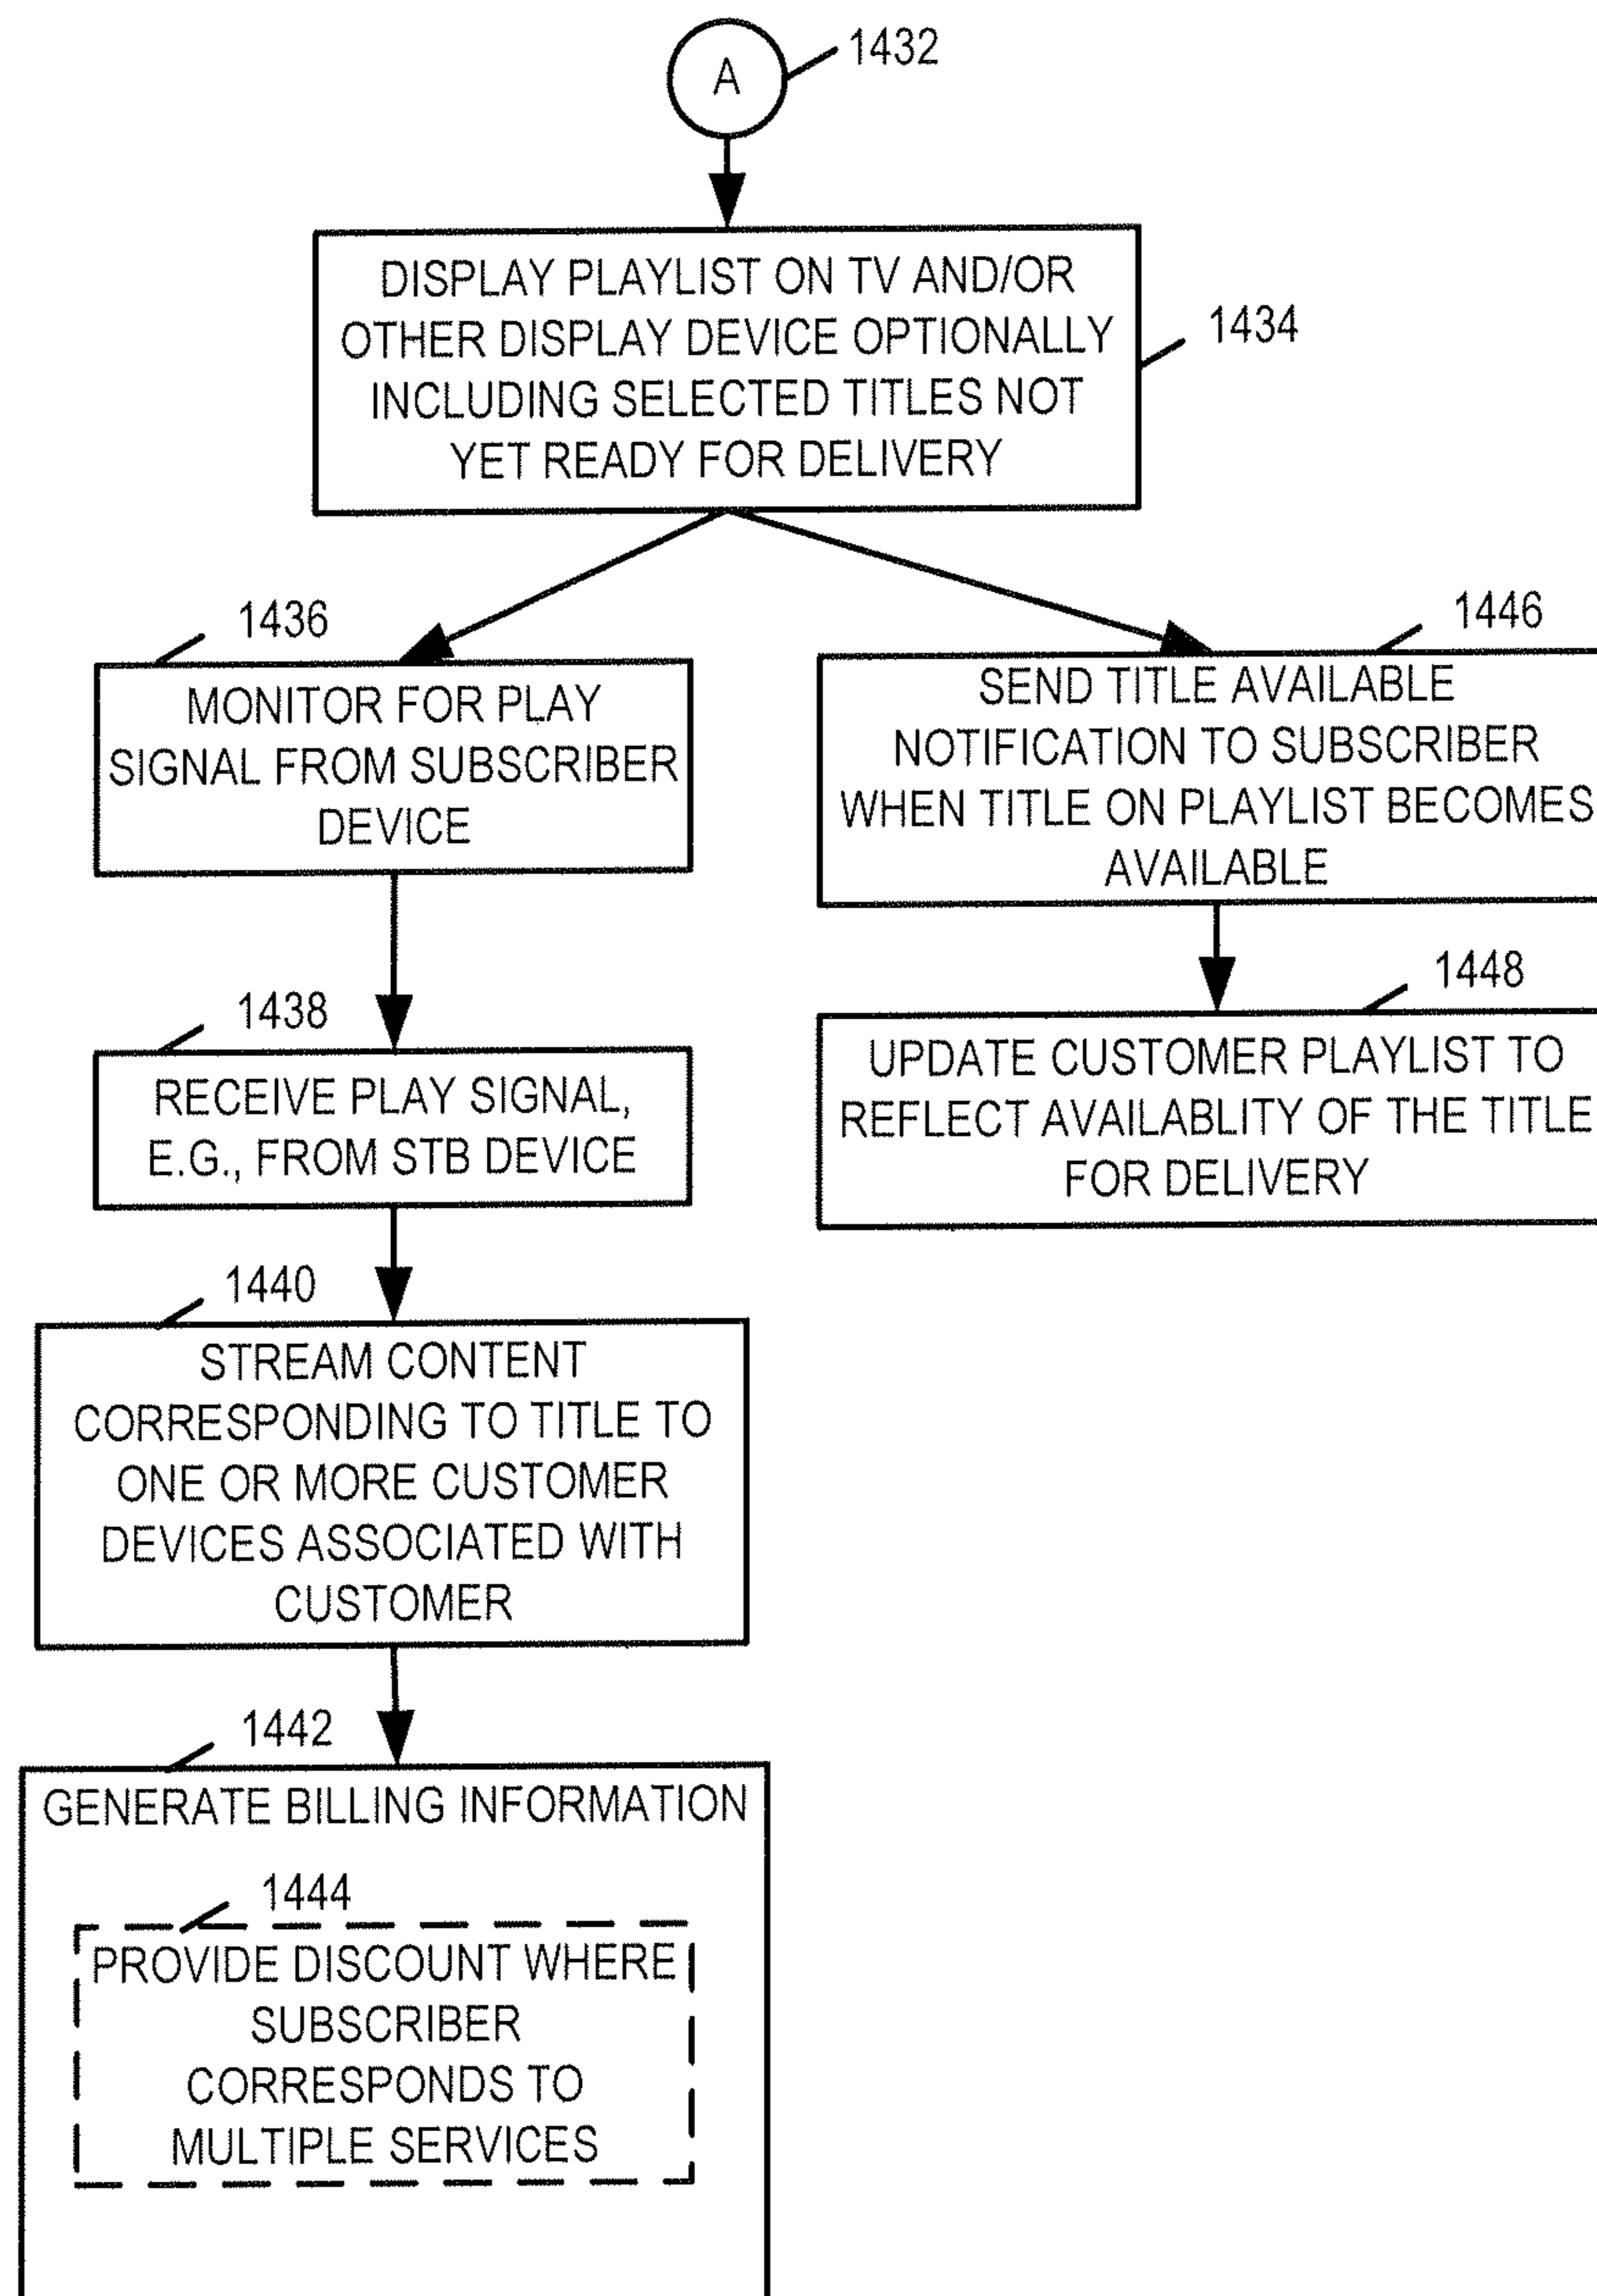 A
1432
DISPLAY PLAYLIST ON TV AND/OR
OTHER DISPLAY DEVICE OPTIONALLY
INCLUDING SELECTED TITLES NOT
YET READY FOR DELIVERY
1434
1436
MONITOR FOR PLAY
SIGNAL FROM SUBSCRIBER
DEVICE
1438
RECEIVE PLAY SIGNAL,
E.G., FROM STB DEVICE
1440
STREAM CONTENT
CORRESPONDING TO TITLE TO
ONE OR MORE CUSTOMER
DEVICES ASSOCIATED WITH
CUSTOMER
1442
GENERATE BILLING INFORMATION
1444
PROVIDE DISCOUNT WHERE
SUBSCRIBER
CORRESPONDS TO
MULTIPLE SERVICES
1446
SEND TITLE AVAILABLE
NOTIFICATION TO SUBSCRIBER
WHEN TITLE ON PLAYLIST BECOMES
AVAILABLE
1448
UPDATE CUSTOMER PLAYLIST TO
REFLECT AVAILABLITY OF THE TITLE
FOR DELIVERY